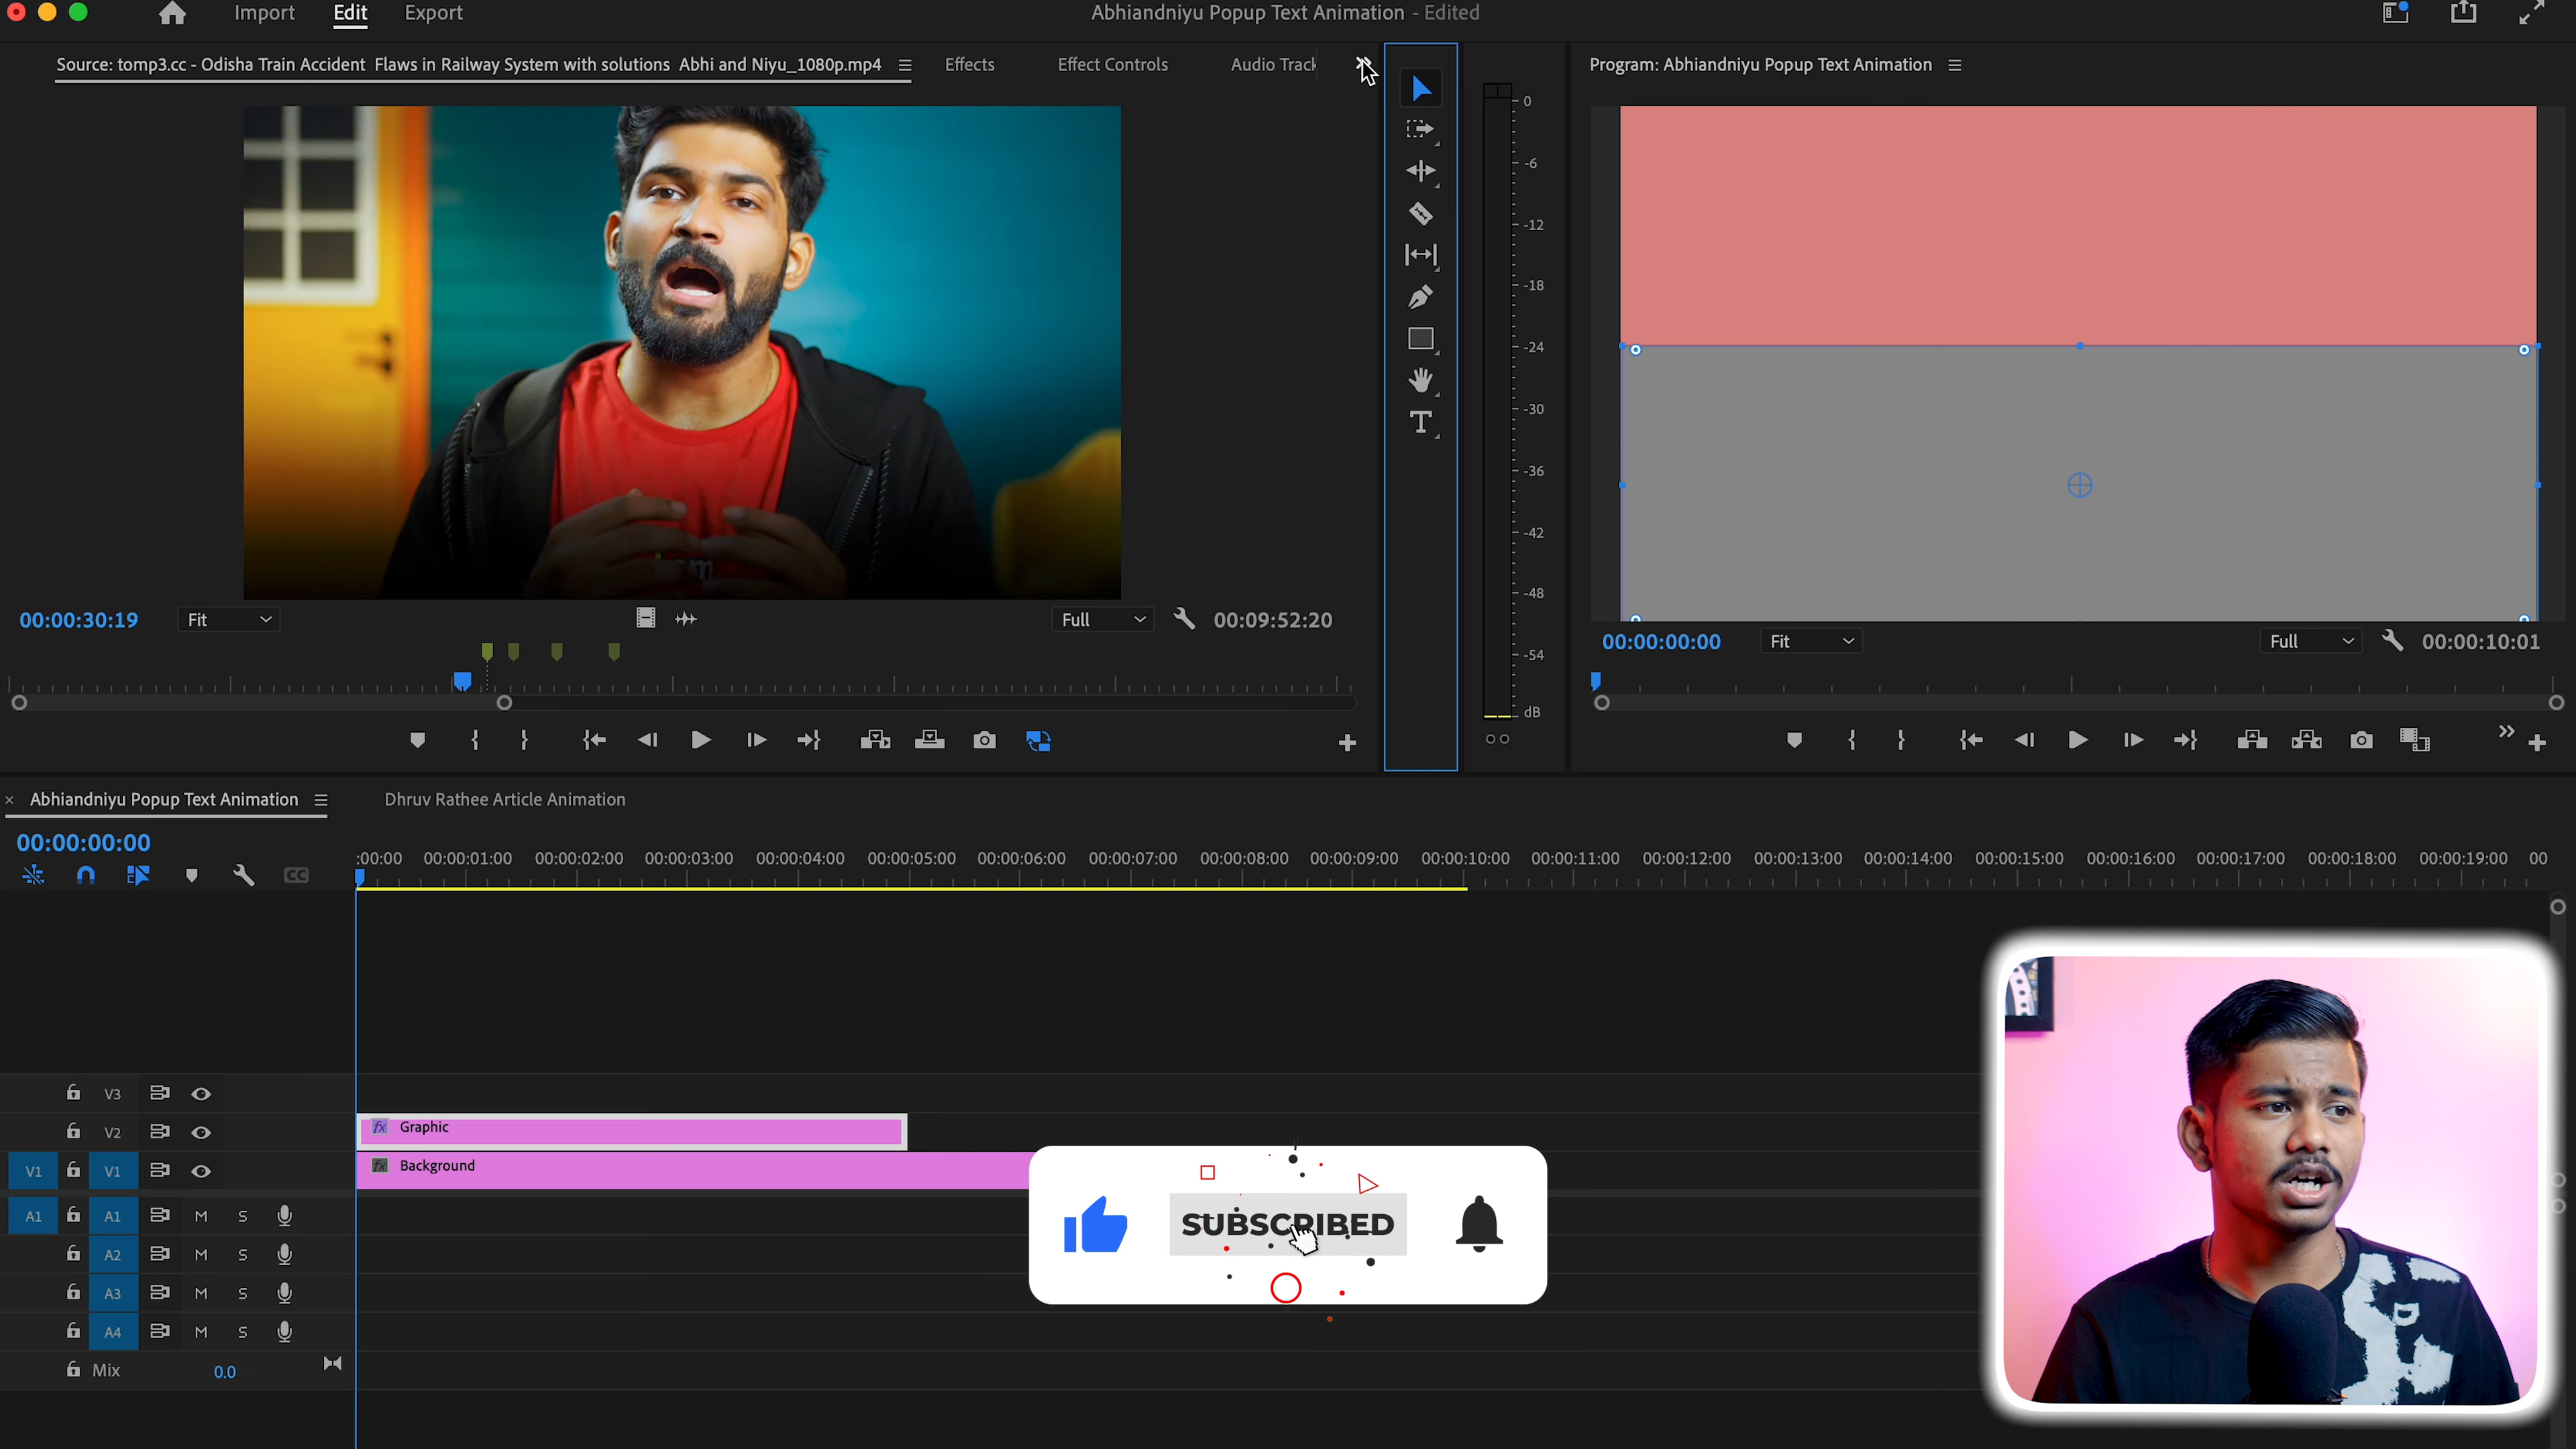 Import Edit Export
Abhiandniyu Popup Text Animation - Edited
Source: tomp3.cc - Odisha Train Accident Flaws in Railway System with solutions Abhi and Niyu_1080p.mp4
Effects
Effect Controls
Audio Track
Program: Abhiandniyu Popup Text Animation
0
-6
-12
-18
-24
-30
-36
-42
-48
-54
dB
00:00:30:19 Fit Full 00:09:52:20
00:00:00:00 Fit Full 00:00:10:01
Abhiandniyu Popup Text Animation
Dhruv Rathee Article Animation
00:00:00:00
:00:00 00:00:01:00 00:00:02:00 00:00:03:00 00:00:04:00 00:00:05:00 00:00:06:00 00:00:07:00 00:00:08:00 00:00:09:00 00:00:10:00 00:00:11:00 00:00:12:00 00:00:13:00 00:00:14:00 00:00:15:00 00:00:16:00 00:00:17:00 00:00:18:00 00:00:19:00 00
CC
V3
V2
fx Graphic
V1 V1
fx Background
A1 A1 M S
A2 M S
A3 M S
A4 M S
Mix 0.0
SUBSCRIBED